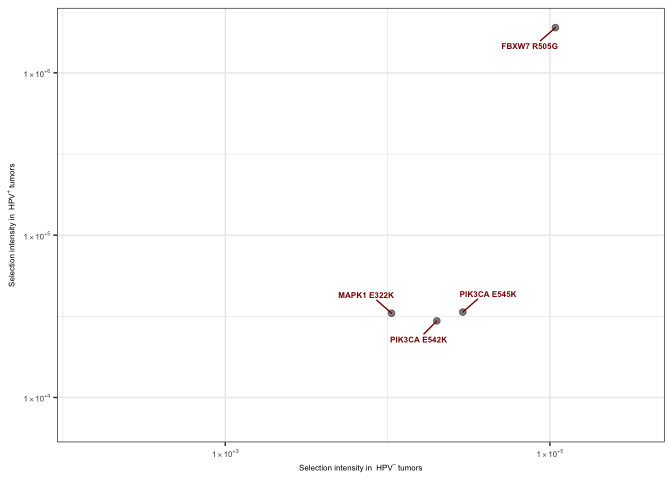 FBXW7 R505G
1 × 10⁺⁶
Selection intensity in HPV⁺ tumors
1 × 10⁺⁵
MAPK1 E322K
PIK3CA E545K
PIK3CA E542K
1 × 10⁺⁴
1 × 10⁺³
1 × 10⁺⁵
Selection intensity in HPV⁻ tumors